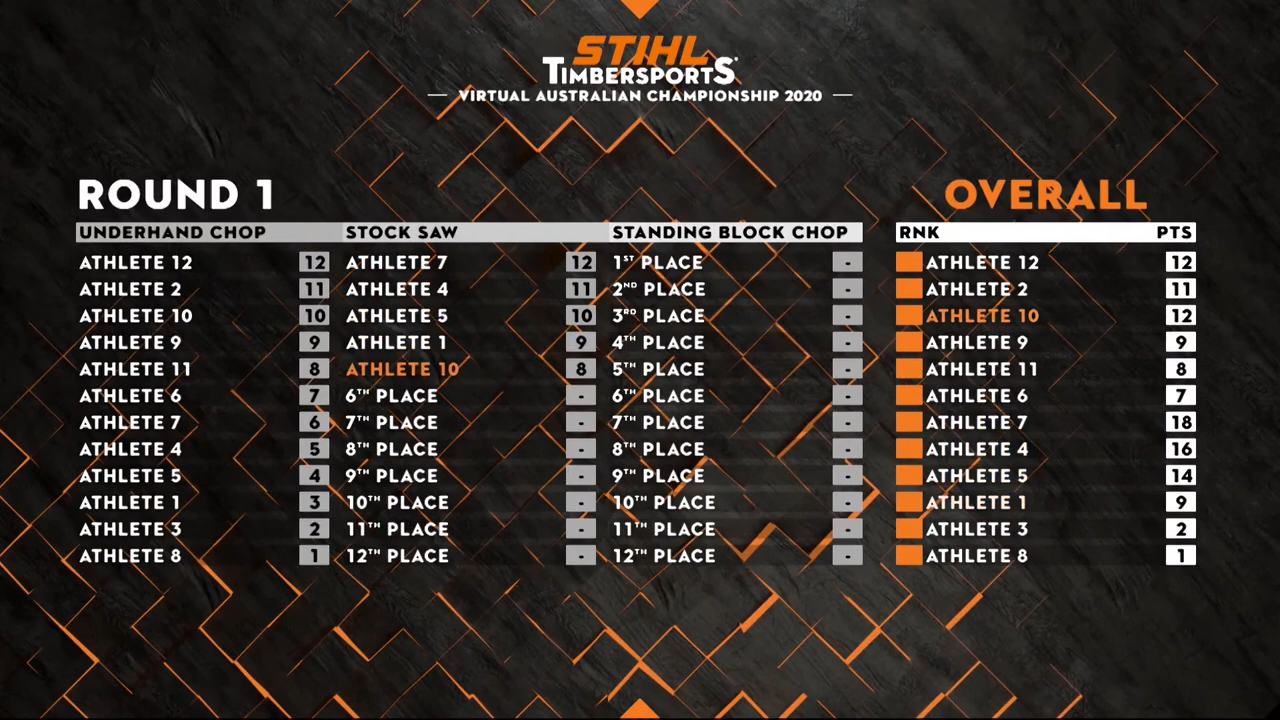 STIHL
TIMBERSPORTS®
VIRTUAL AUSTRALIAN CHAMPIONSHIP 2020
ROUND 1 OVERALL
UNDERHAND CHOP STOCK SAW STANDING BLOCK CHOP RNK PTS
ATHLETE 12 12 ATHLETE 7 12 1ST PLACE - ATHLETE 12 12
ATHLETE 2 11 ATHLETE 4 11 2ND PLACE - ATHLETE 2 11
ATHLETE 10 10 ATHLETE 5 10 3RD PLACE - ATHLETE 10 12
ATHLETE 9 9 ATHLETE 1 9 4TH PLACE - ATHLETE 9 9
ATHLETE 11 8 ATHLETE 10 8 5TH PLACE - ATHLETE 11 8
ATHLETE 6 7 6TH PLACE - 6TH PLACE - ATHLETE 6 7
ATHLETE 7 6 7TH PLACE - 7TH PLACE - ATHLETE 7 18
ATHLETE 4 5 8TH PLACE - 8TH PLACE - ATHLETE 4 16
ATHLETE 5 4 9TH PLACE - 9TH PLACE - ATHLETE 5 14
ATHLETE 1 3 10TH PLACE - 10TH PLACE - ATHLETE 1 9
ATHLETE 3 2 11TH PLACE - 11TH PLACE - ATHLETE 3 2
ATHLETE 8 1 12TH PLACE - 12TH PLACE - ATHLETE 8 1